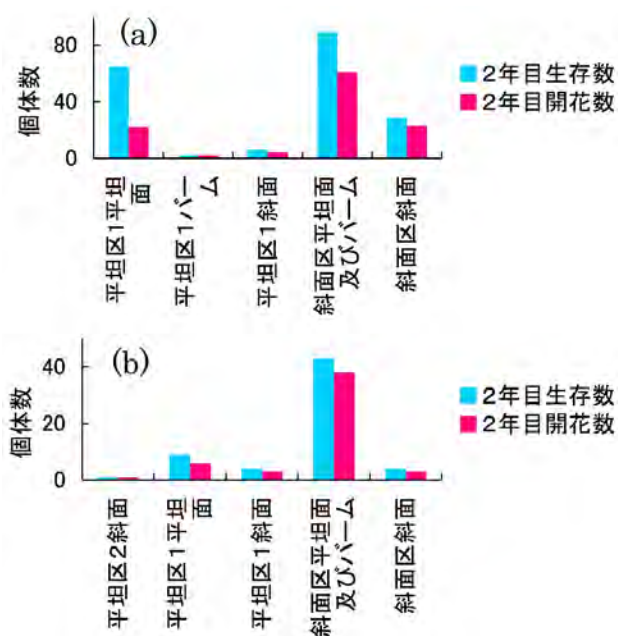 (a)
80
40
0
個体数
2年目生存数
2年目開花数
平坦区1平坦
面
平坦区1バー
ム
平坦区1斜面
斜面区平坦面
及びバーム
斜面区斜面
(b)
40
20
0
個体数
2年目生存数
2年目開花数
平坦区2斜面
平坦区1平坦
面
平坦区1斜面
斜面区平坦面
及びバーム
斜面区斜面